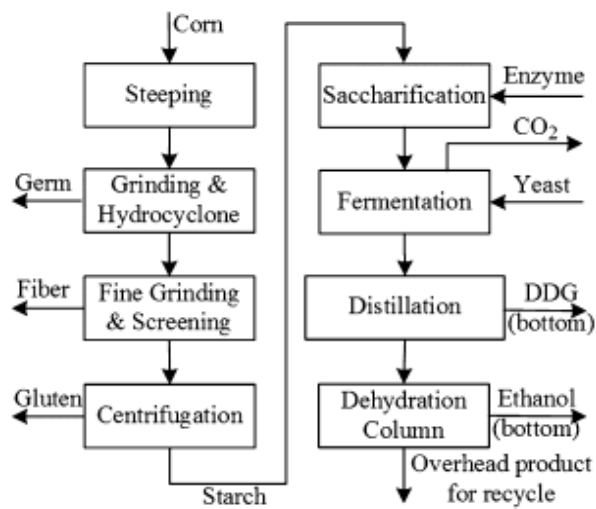 Corn
Steeping
Germ
Grinding &
Hydrocyclone
Fiber
Fine Grinding
& Screening
Gluten
Centrifugation
Starch
Saccharification
Enzyme
CO₂
Fermentation
Yeast
Distillation
DDG
(bottom)
Dehydration
Column
Ethanol
(bottom)
Overhead product
for recycle